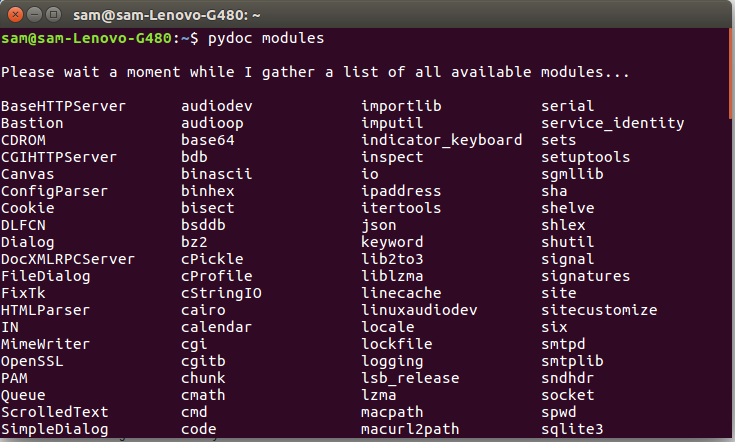 sam@sam-Lenovo-G480: ~
sam@sam-Lenovo-G480:~$ pydoc modules
Please wait a moment while I gather a list of all available modules...
BaseHTTPServer audiodev importlib serial
Bastion audioop imputil service_identity
CDROM base64 indicator_keyboard sets
CGIHTTPServer bdb inspect setuptools
Canvas binascii io sgmllib
ConfigParser binhex ipaddress sha
Cookie bisect itertools shelve
DLFCN bsddb json shlex
Dialog bz2 keyword shutil
DocXMLRPCServer cPickle lib2to3 signal
FileDialog cProfile liblzma signatures
FixTk cStringIO linecache site
HTMLParser cairo linuxaudiodev sitecustomize
IN calendar locale six
MimeWriter cgi lockfile smtpd
OpenSSL cgitb logging smtplib
PAM chunk lsb_release sndhdr
Queue cmath lzma socket
ScrolledText cmd macpath spwd
SimpleDialog code macurl2path sqlite3